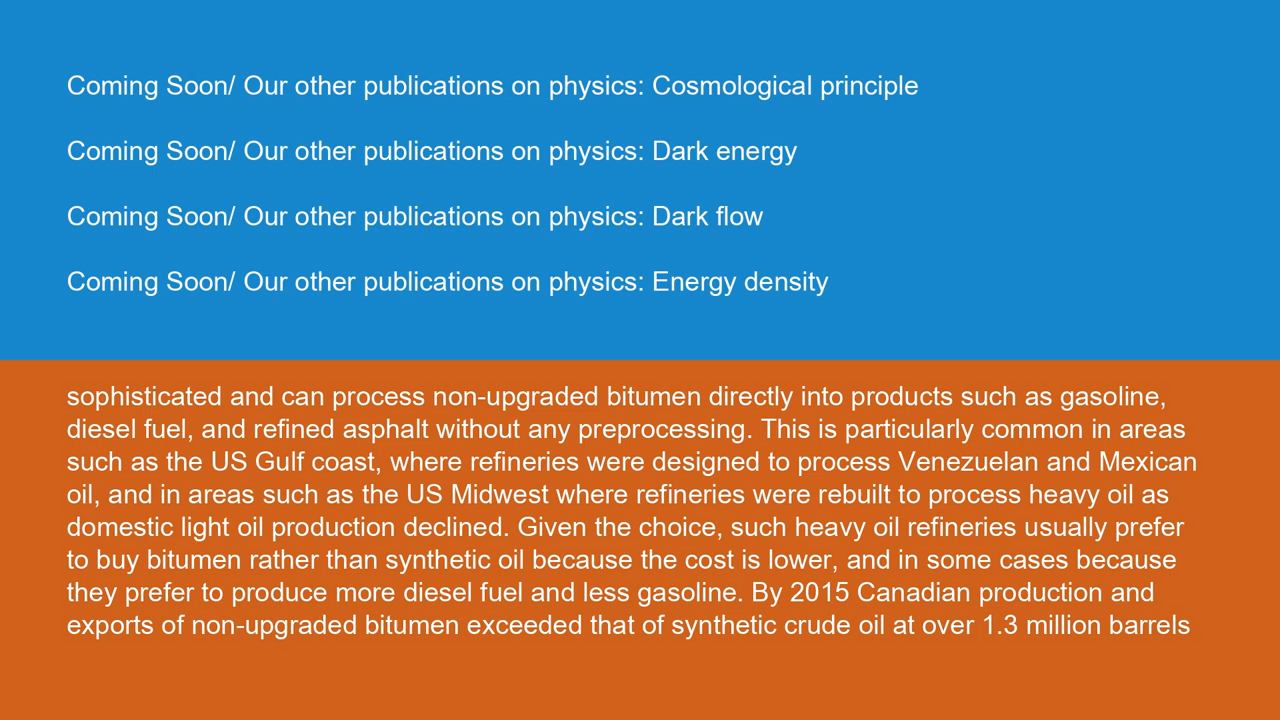 Coming Soon/ Our other publications on physics: Cosmological principle
Coming Soon/ Our other publications on physics: Dark energy
Coming Soon/ Our other publications on physics: Dark flow
Coming Soon/ Our other publications on physics: Energy density
sophisticated and can process non-upgraded bitumen directly into products such as gasoline,
diesel fuel, and refined asphalt without any preprocessing. This is particularly common in areas
such as the US Gulf coast, where refineries were designed to process Venezuelan and Mexican
oil, and in areas such as the US Midwest where refineries were rebuilt to process heavy oil as
domestic light oil production declined. Given the choice, such heavy oil refineries usually prefer
to buy bitumen rather than synthetic oil because the cost is lower, and in some cases because
they prefer to produce more diesel fuel and less gasoline. By 2015 Canadian production and
exports of non-upgraded bitumen exceeded that of synthetic crude oil at over 1.3 million barrels